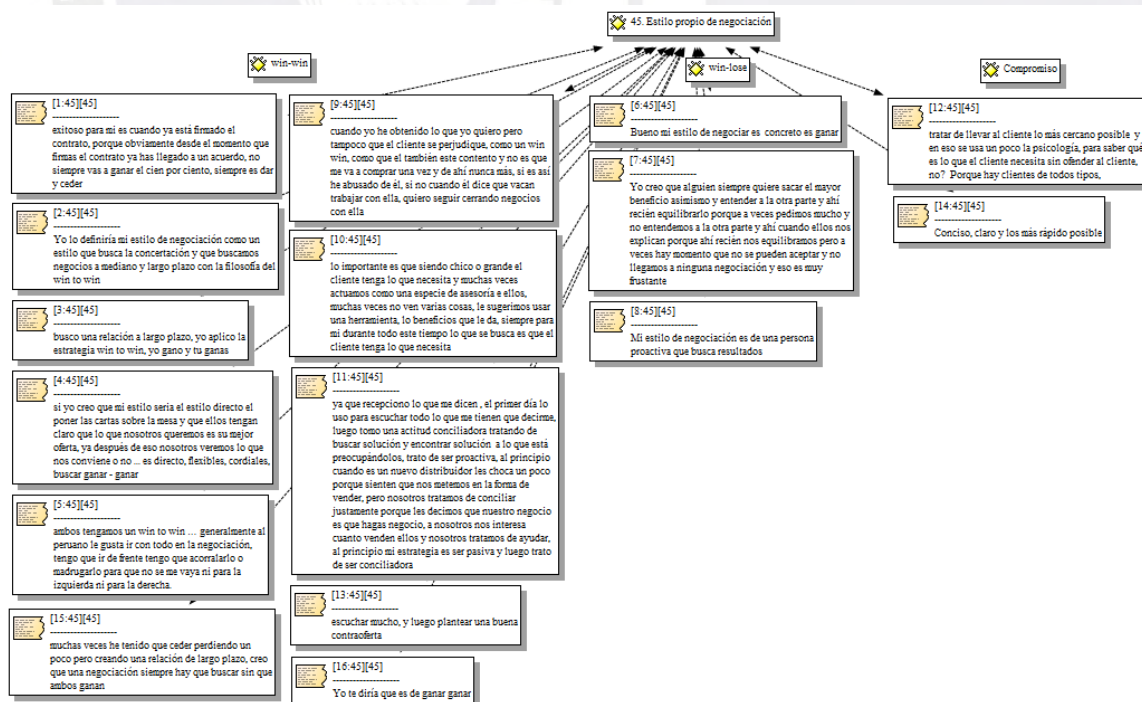 45. Estilo propio de negociación
win-win
win-lose
Compromiso
[1:45][45]
--------------------
exitoso para mi es cuando ya está firmado el
contrato, porque obviamente desde el momento que
firmas el contrato ya has llegado a un acuerdo, no
siempre vas a ganar el cien por ciento, siempre es dar
y ceder
[2:45][45]
--------------------
Yo lo definiría mi estilo de negociación como un
estilo que busca la concertación y que buscamos
negocios a mediano y largo plazo con la filosofía del
win to win
[3:45][45]
--------------------
busco una relación a largo plazo, yo aplico la
estrategia win to win, yo gano y tu ganas
[4:45][45]
--------------------
si yo creo que mi estilo seria el estilo directo el
poner las cartas sobre la mesa y que ellos tengan
claro que lo que nosotros queremos es su mejor
oferta, ya después de eso nosotros veremos lo que
nos conviene o no ... es directo, flexibles, cordiales,
buscar ganar - ganar
[5:45][45]
--------------------
ambos tengamos un win to win ... generalmente al
peruano le gusta ir con todo en la negociación,
tengo que ir de frente tengo que acorralarlo o
madrugarlo para que no se me vaya ni para la
izquierda ni para la derecha.
[15:45][45]
--------------------
muchas veces he tenido que ceder perdiendo un
poco pero creando una relación de largo plazo, creo
que una negociación siempre hay que buscar sin que
ambos ganan
[9:45][45]
--------------------
cuando yo he obtenido lo que yo quiero pero
tampoco que el cliente se perjudique, como un win
win, como que el también este contento y no es que
me va a comprar una vez y de ahí nunca más, si es así
he abusado de él, si no cuando él dice que vacan
trabajar con ella, quiero seguir cerrando negocios
con ella
[10:45][45]
--------------------
lo importante es que siendo chico o grande el
cliente tenga lo que necesita y muchas veces
actuamos como una especie de asesoría e ellos,
muchas veces no ven varias cosas, le sugerimos usar
una herramienta, lo beneficios que le da, siempre para
mi durante todo este tiempo lo que se busca es que el
cliente tenga lo que necesita
[11:45][45]
--------------------
ya que recepciono lo que me dicen , el primer día lo
uso para escuchar todo lo que me tienen que decirme,
luego tomo una actitud conciliadora tratando de
buscar solución y encontrar solución a lo que está
preocupándolos, trato de ser proactiva, al principio
cuando es un nuevo distribuidor les choca un poco
porque sienten que nos metemos en la forma de
vender, pero nosotros tratamos de conciliar
justamente porque les decimos que nuestro negocio
es que hagas negocio, a nosotros nos interesa
cuanto venden ellos y nosotros tratamos de ayudar,
al principio mi estrategia es ser pasiva y luego trato
de ser conciliadora
[13:45][45]
--------------------
escuchar mucho, y luego plantear una buena
contraoferta
[16:45][45]
--------------------
Yo te diría que es de ganar ganar
[6:45][45]
--------------------
Bueno mi estilo de negociar es concreto es ganar
[7:45][45]
--------------------
Yo creo que alguien siempre quiere sacar el mayor
beneficio asimismo y entender a la otra parte y ahí
recién equilibrarlo porque a veces pedimos mucho y
no entendemos a la otra parte y ahí cuando ellos nos
explican porque ahí recién nos equilibramos pero a
veces hay momento que no se pueden aceptar y no
llegamos a ninguna negociación y eso es muy
frustante
[8:45][45]
--------------------
Mi estilo de negociación es de una persona
proactiva que busca resultados
[12:45][45]
--------------------
tratar de llevar al cliente lo más cercano posible y
en eso se usa un poco la psicología, para saber qué
es lo que el cliente necesita sin ofender al cliente,
no? Porque hay clientes de todos tipos,
[14:45][45]
--------------------
Conciso, claro y los más rápido posible